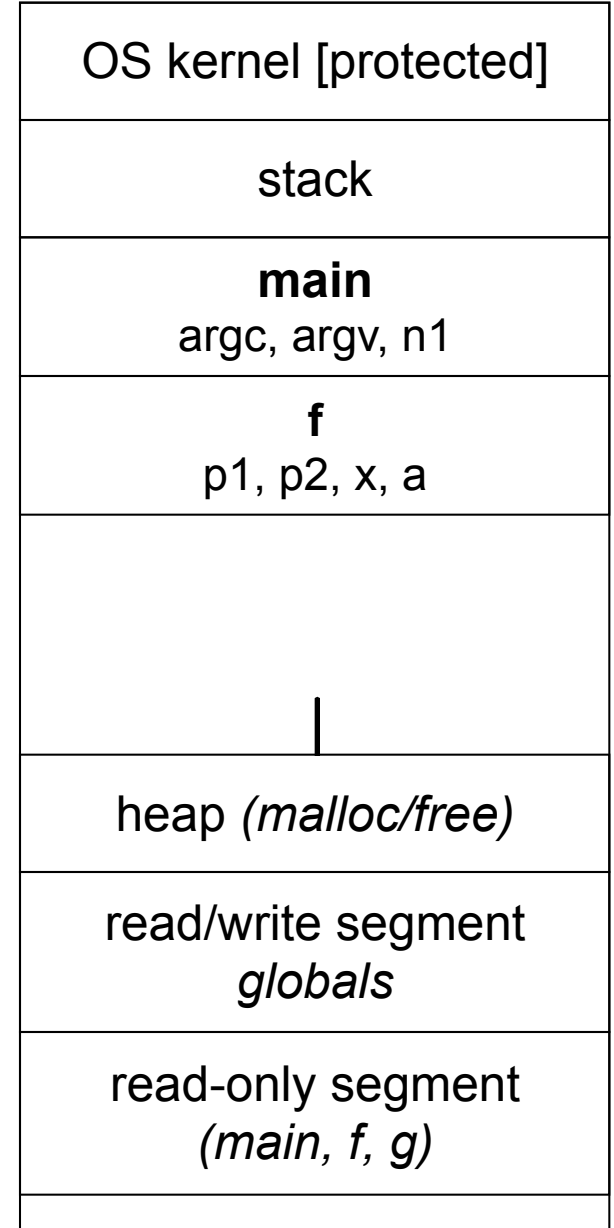 OS kernel [protected]
stack
main
argc, argv, n1
f
p1, p2, x, a
heap (malloc/free)
read/write segment
globals
read-only segment
(main, f, g)